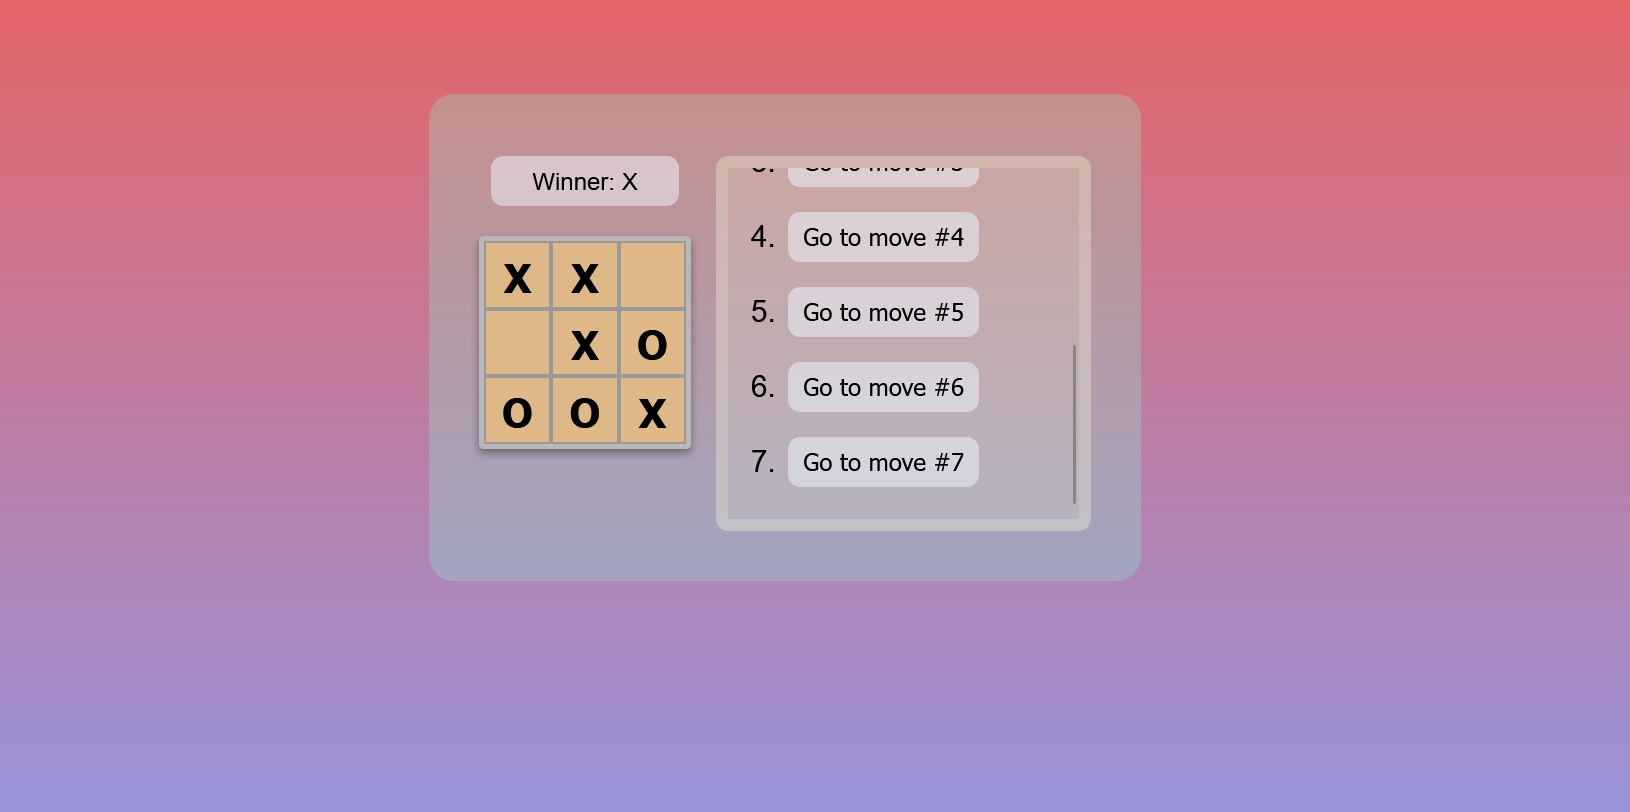 Winner: X
X X
X O
O O X
4. Go to move #4
5. Go to move #5
6. Go to move #6
7. Go to move #7